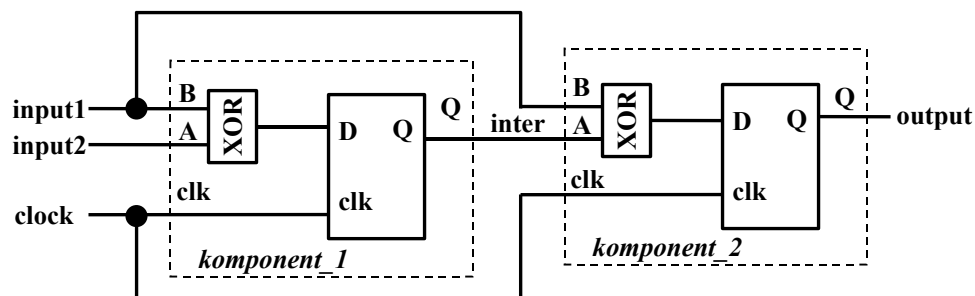 input1
input2
clock
B
A
XOR
D
Q
clk
clk
Q
komponent_1
inter
B
A
XOR
D
Q
clk
clk
Q
komponent_2
output